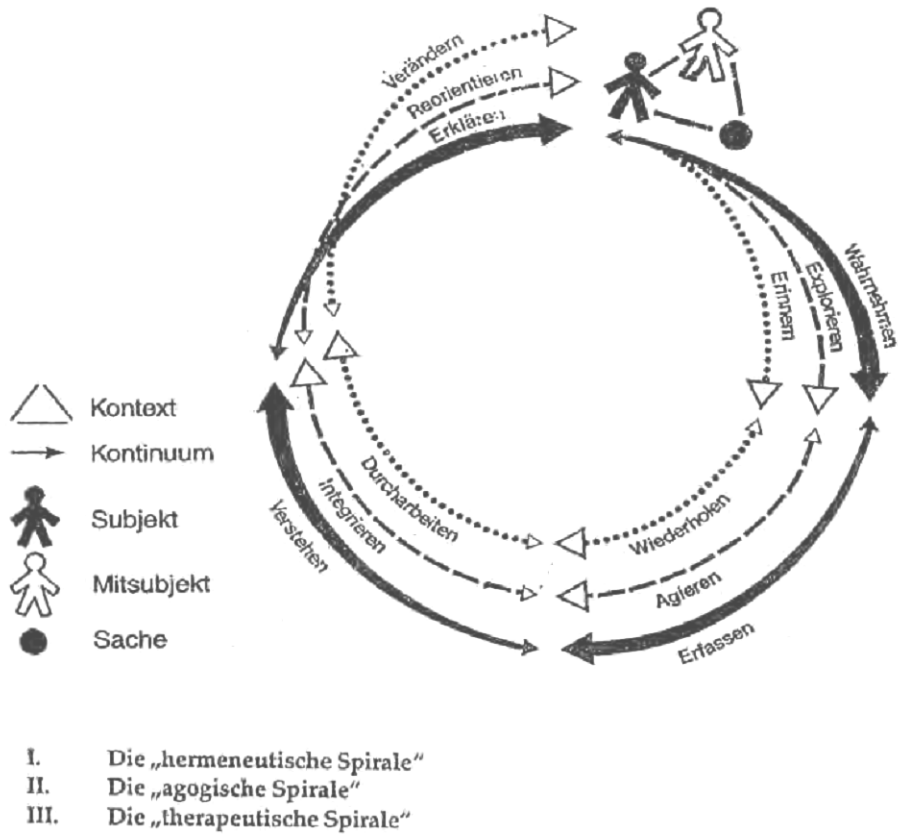 Verändern
Reorientieren
Erklären
Wahrnehmen
Explorieren
Erinnern
Kontext
Kontinuum
Subjekt
Mitsubjekt
Sache
Durcharbeiten
Integrieren
Verstehen
Wiederholen
Agieren
Erfassen
I. Die „hermeneutische Spirale“
II. Die „agogische Spirale“
III. Die „therapeutische Spirale“